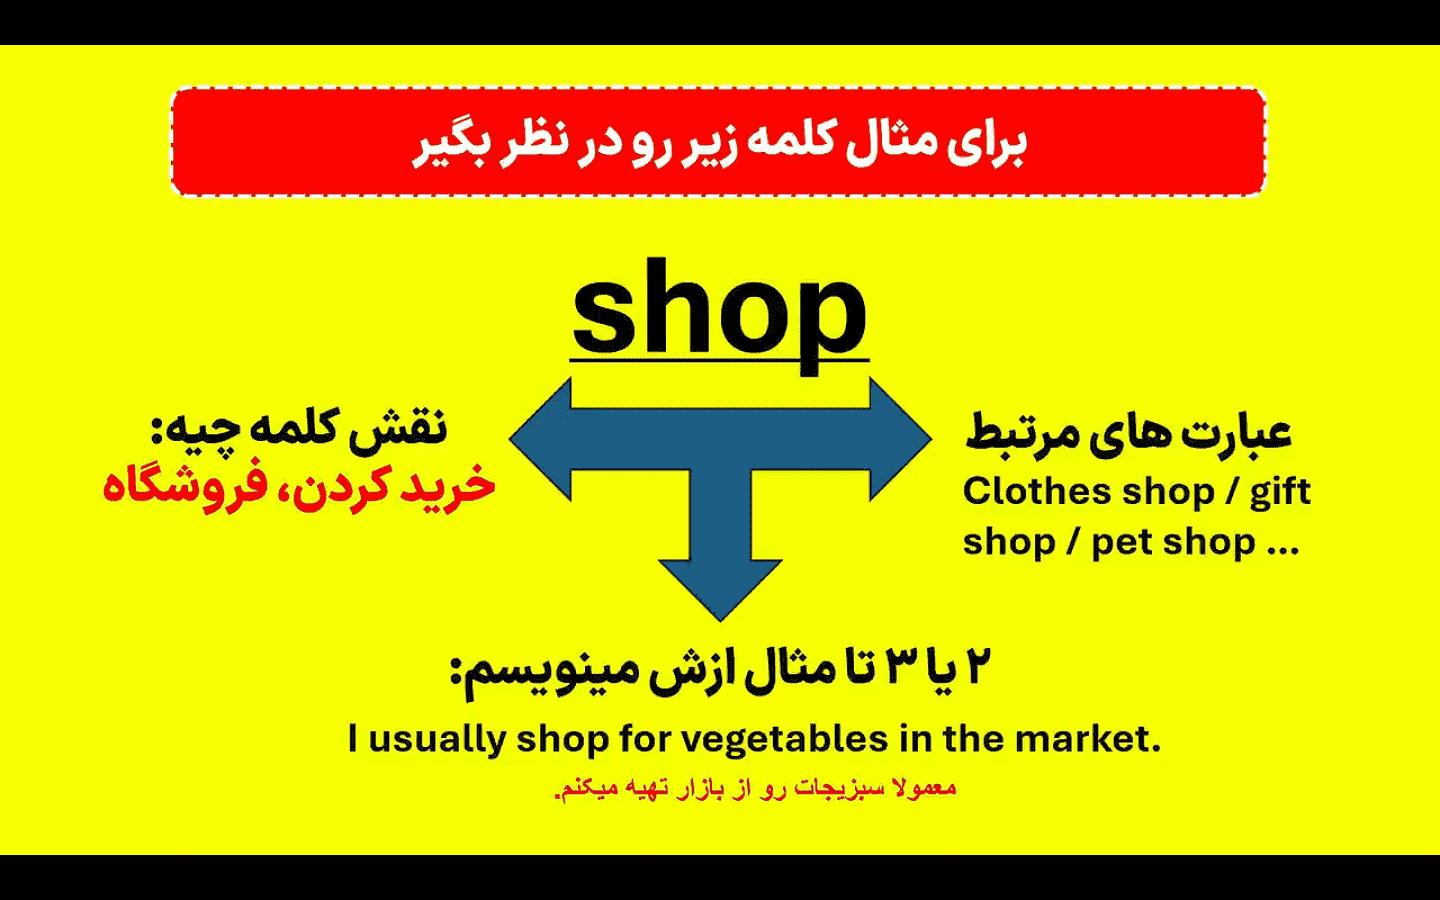 برای مثال کلمه زیر رو در نظر بگیر
shop
نقش کلمه چیه:
خرید کردن، فروشگاه
عبارت های مرتبط
Clothes shop / gift
shop / pet shop ...
۲ یا ۳ تا مثال ازش مینویسم:
I usually shop for vegetables in the market.
معمولا سبزیجات رو از بازار تهیه میکنم.